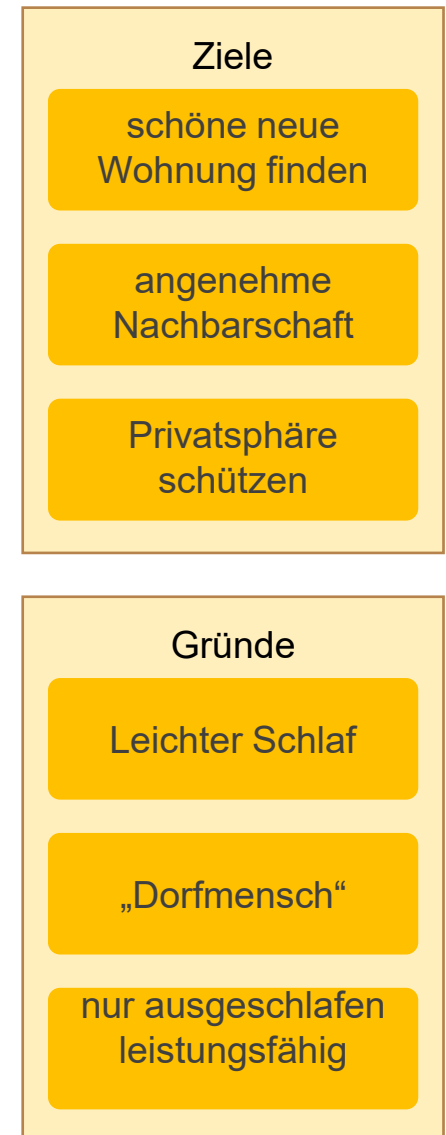 Ziele
schöne neue
Wohnung finden
angenehme
Nachbarschaft
Privatsphäre
schützen
Gründe
Leichter Schlaf
„Dorfmensch“
nur ausgeschlafen
leistungsfähig